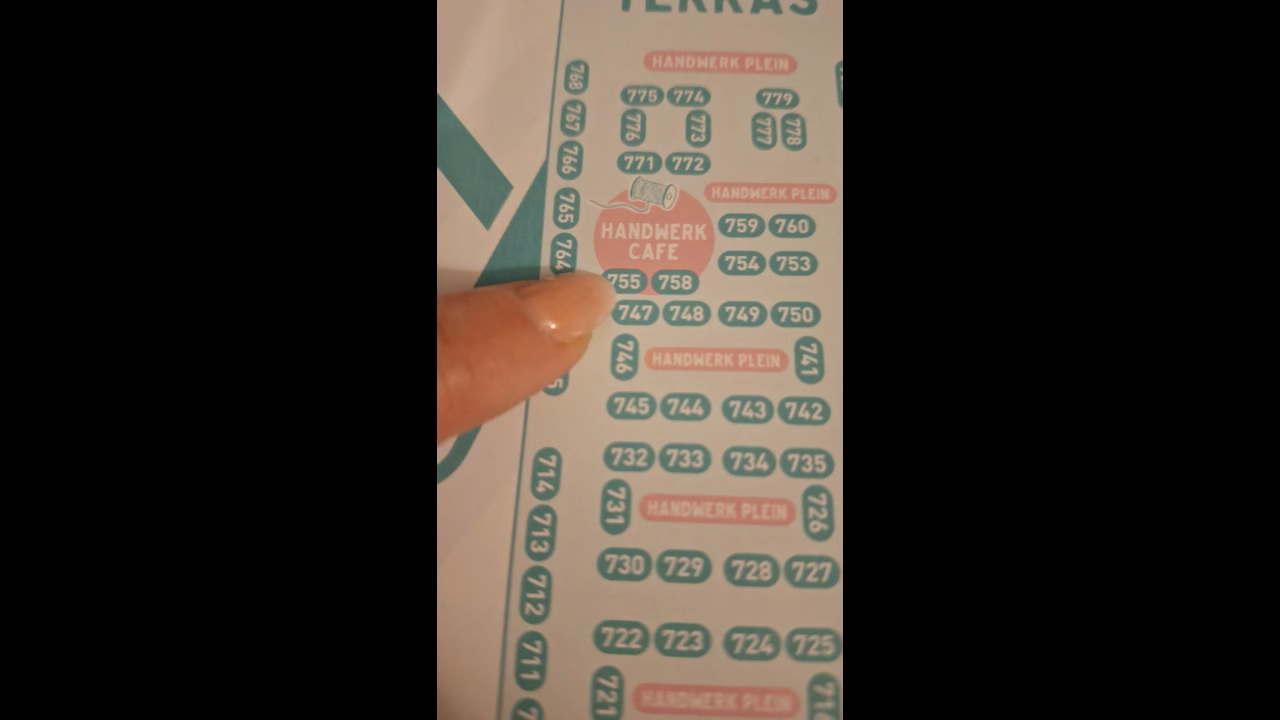 TERRAS
HANDWERK PLEIN
768
775 774
779
767
776
773
777
778
766
771 772
HANDWERK PLEIN
765
759 760
HANDWERK
CAFE
764
754 753
755 758
747 748 749 750
746
HANDWERK PLEIN
741
745 744 743 742
732 733 734 735
714
731
HANDWERK PLEIN
726
713
730 729 728 727
712
722 723 724 725
711
721
HANDWERK PLEIN